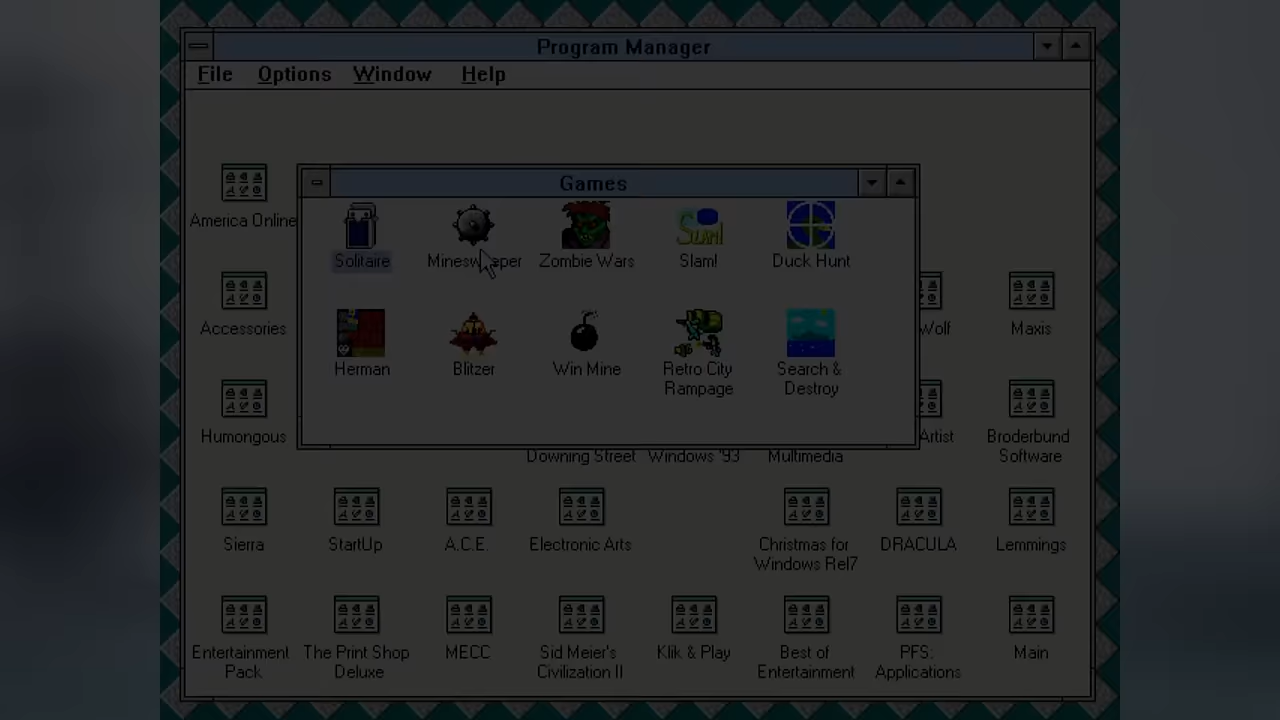 Program Manager
File Options Window Help
Games
America Online
Solitaire Minesweeper Zombie Wars Slam! Duck Hunt
Accessories
Wolf Maxis
Herman Blitzer Win Mine Retro City Search &
Rampage Destroy
Humongous
Artist Broderbund
Downing Street Windows '93 Multimedia Software
Sierra StartUp A.C.E. Electronic Arts Christmas for DRACULA Lemmings
Windows Rel7
Entertainment The Print Shop MECC Sid Meier's Klik & Play Best of PFS: Main
Pack Deluxe Civilization II Entertainment Applications